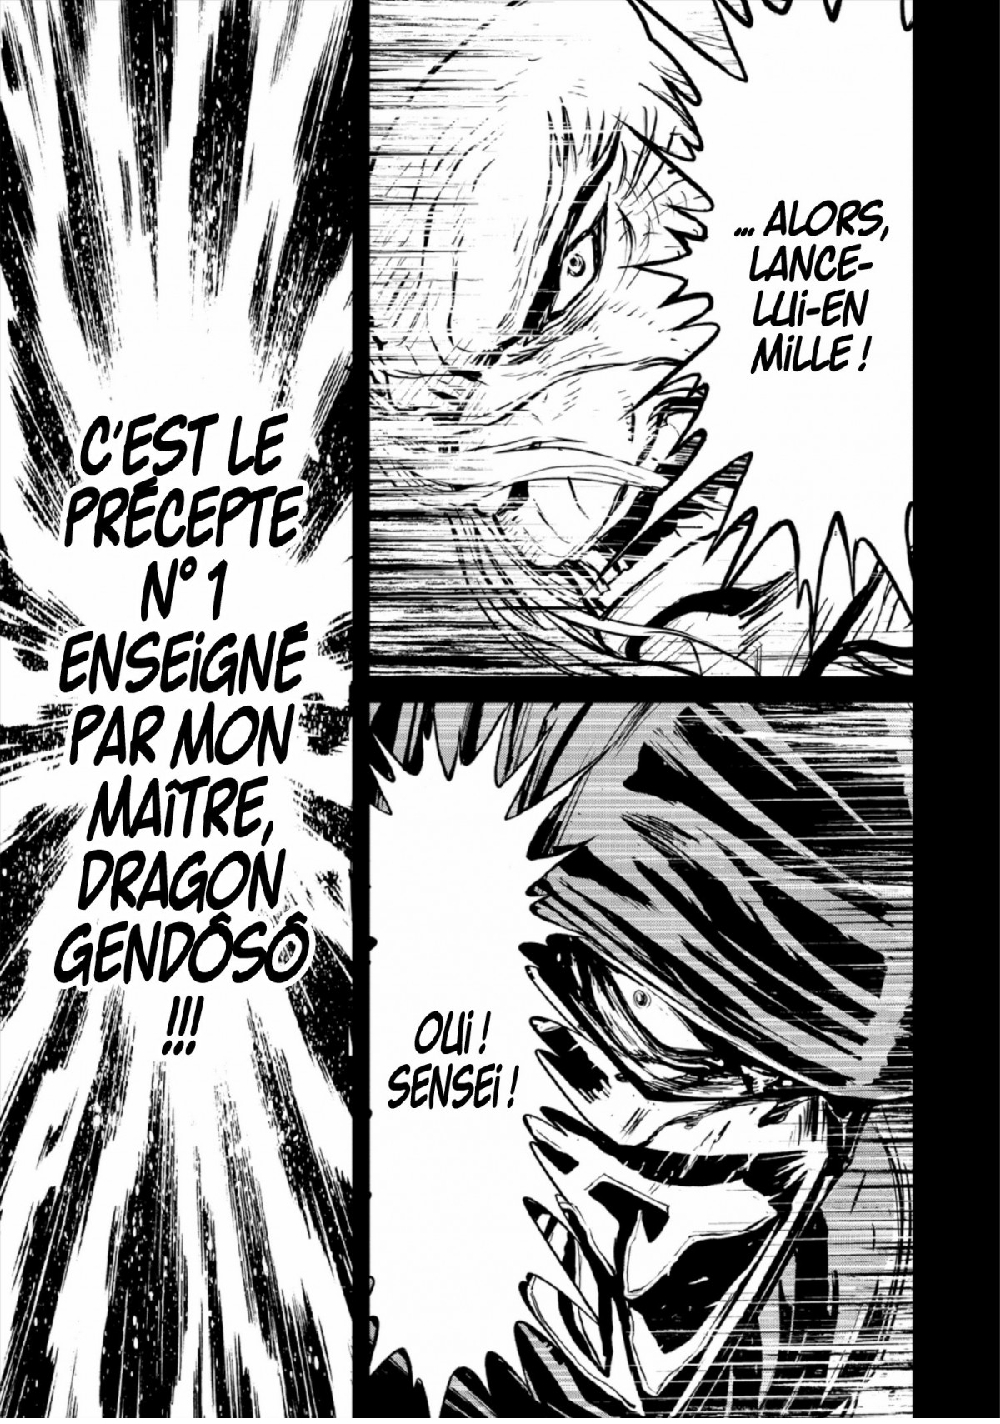 ... ALORS,
LANCE-
LUI-EN
MILLE !
OUI !
SENSEI !
C'EST LE
PRÉCEPTE
N° 1
ENSEIGNÉ
PAR MON
MAÎTRE,
DRAGON
GENDÔSÔ
!!!